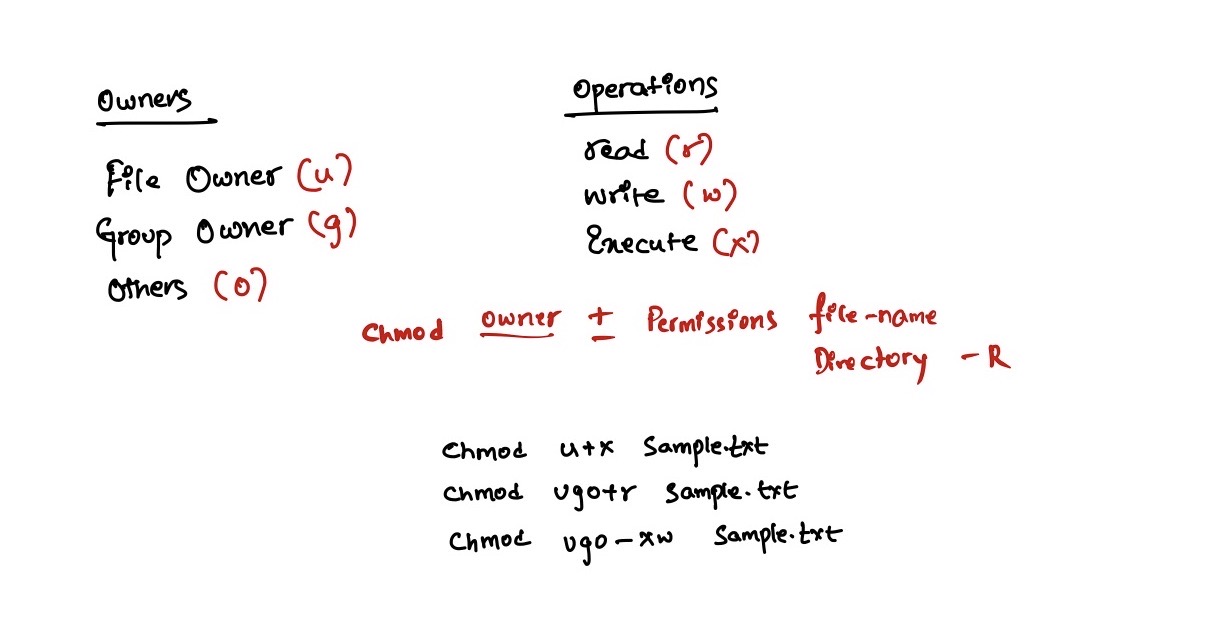 Owners
File Owner (u)
Group Owner (g)
Others (o)
Operations
read (r)
write (w)
Execute (x)
Chmod owner ± Permissions file-name
Directory -R
Chmod u+x Sample.txt
Chmod ugo+r Sample.txt
Chmod ugo-xw Sample.txt